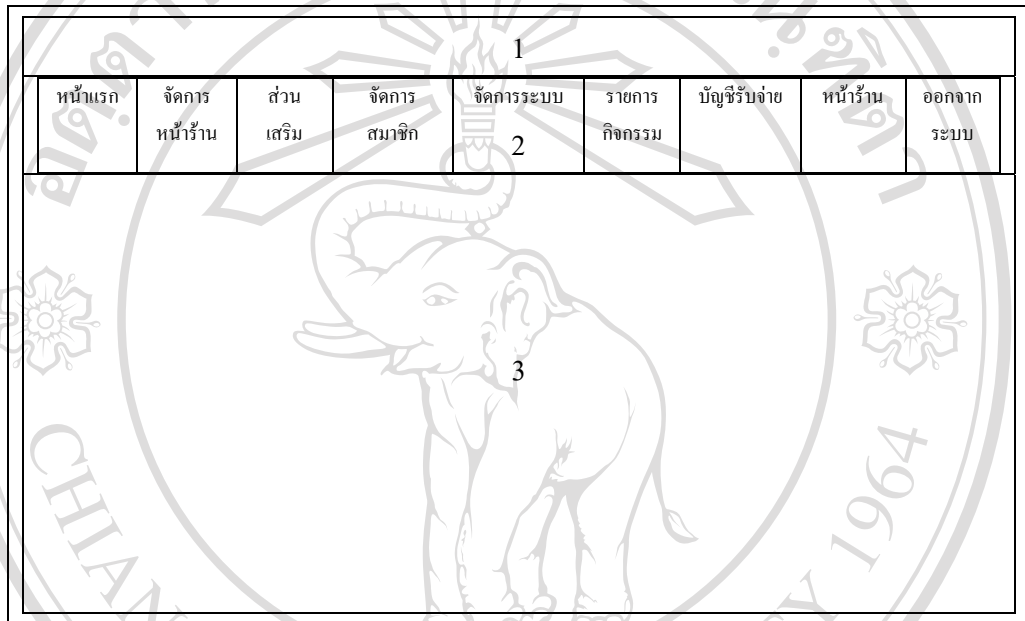 1
หน้าแรก จัดการ ส่วน จัดการ จัดการระบบ รายการ บัญชีรับจ่าย หน้าร้าน ออกจาก
หน้าร้าน เสริม สมาชิก 2 กิจกรรม ระบบ
3
CHIANG
Y 1964